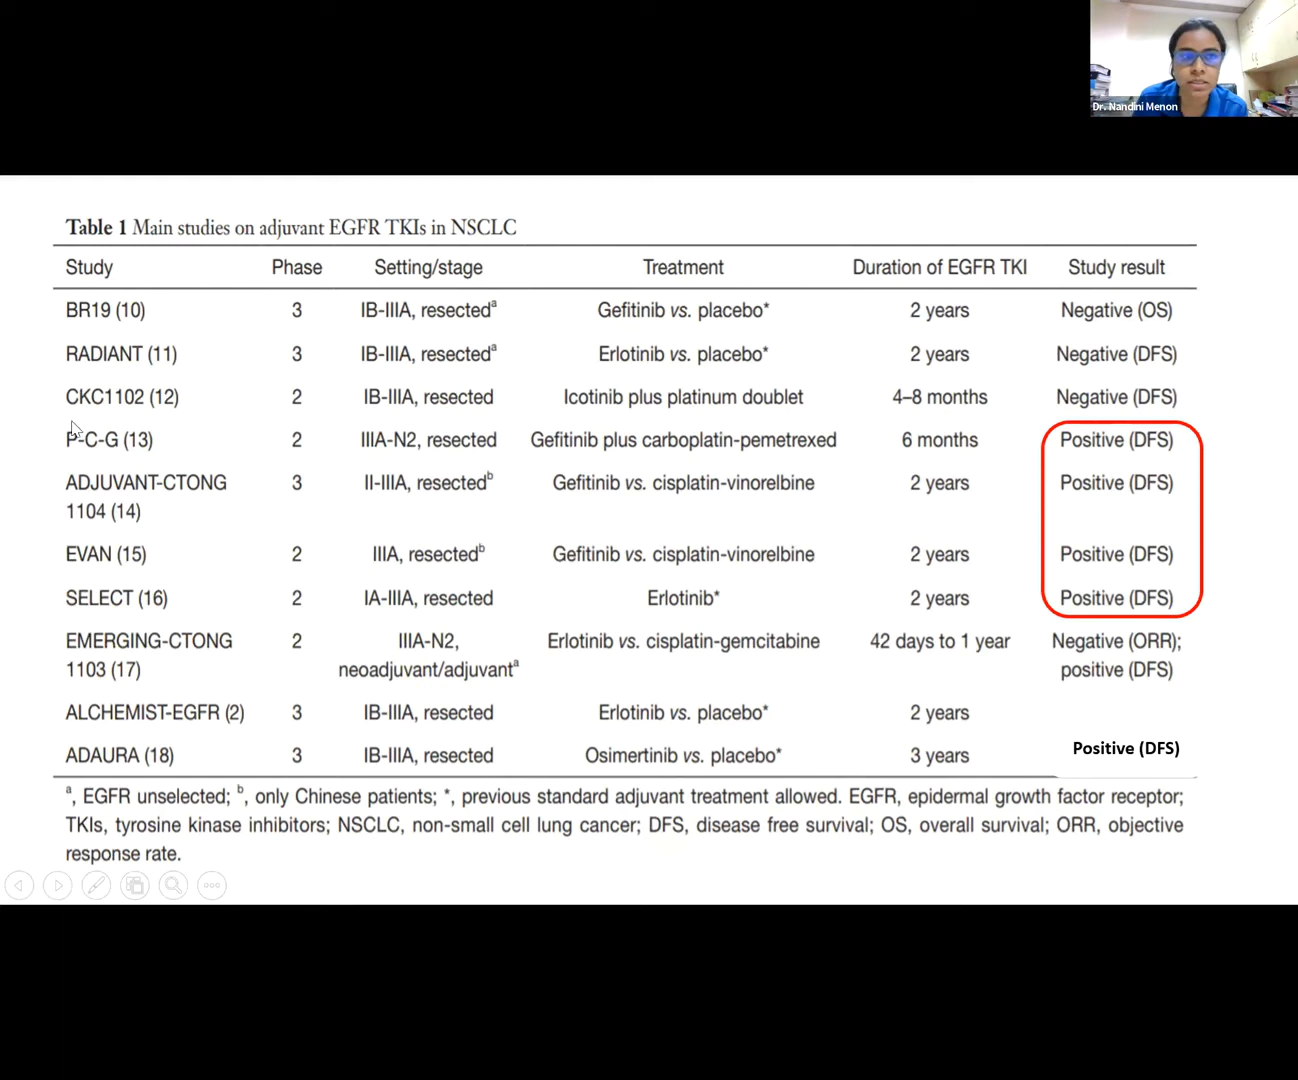 Dr. Nandini Menon
Table 1 Main studies on adjuvant EGFR TKIs in NSCLC
Study Phase Setting/stage Treatment Duration of EGFR TKI Study result
BR19 (10) 3 IB-IIIA, resectedª Gefitinib vs. placebo* 2 years Negative (OS)
RADIANT (11) 3 IB-IIIA, resectedª Erlotinib vs. placebo* 2 years Negative (DFS)
CKC1102 (12) 2 IB-IIIA, resected Icotinib plus platinum doublet 4–8 months Negative (DFS)
P-C-G (13) 2 IIIA-N2, resected Gefitinib plus carboplatin-pemetrexed 6 months Positive (DFS)
ADJUVANT-CTONG 3 II-IIIA, resectedᵇ Gefitinib vs. cisplatin-vinorelbine 2 years Positive (DFS)
1104 (14)
EVAN (15) 2 IIIA, resectedᵇ Gefitinib vs. cisplatin-vinorelbine 2 years Positive (DFS)
SELECT (16) 2 IA-IIIA, resected Erlotinib* 2 years Positive (DFS)
EMERGING-CTONG 2 IIIA-N2, Erlotinib vs. cisplatin-gemcitabine 42 days to 1 year Negative (ORR);
1103 (17) neoadjuvant/adjuvantª positive (DFS)
ALCHEMIST-EGFR (2) 3 IB-IIIA, resected Erlotinib vs. placebo* 2 years
ADAURA (18) 3 IB-IIIA, resected Osimertinib vs. placebo* 3 years Positive (DFS)
ª, EGFR unselected; ᵇ, only Chinese patients; *, previous standard adjuvant treatment allowed. EGFR, epidermal growth factor receptor;
TKIs, tyrosine kinase inhibitors; NSCLC, non-small cell lung cancer; DFS, disease free survival; OS, overall survival; ORR, objective
response rate.